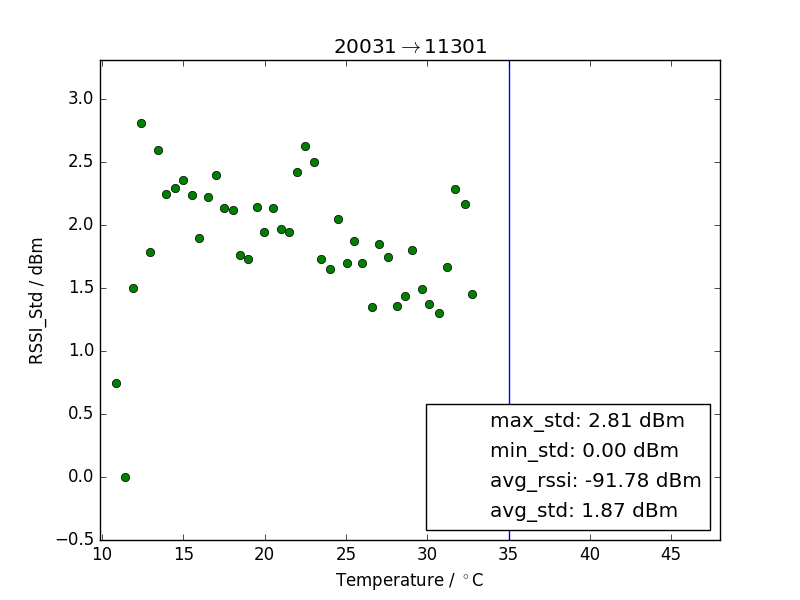 20031→11301
3.0
2.5
2.0
1.5
1.0
0.5
0.0
−0.5
RSSI_Std / dBm
max_std: 2.81 dBm
min_std: 0.00 dBm
avg_rssi: -91.78 dBm
avg_std: 1.87 dBm
10 15 20 25 30 35 40 45
Temperature / °C